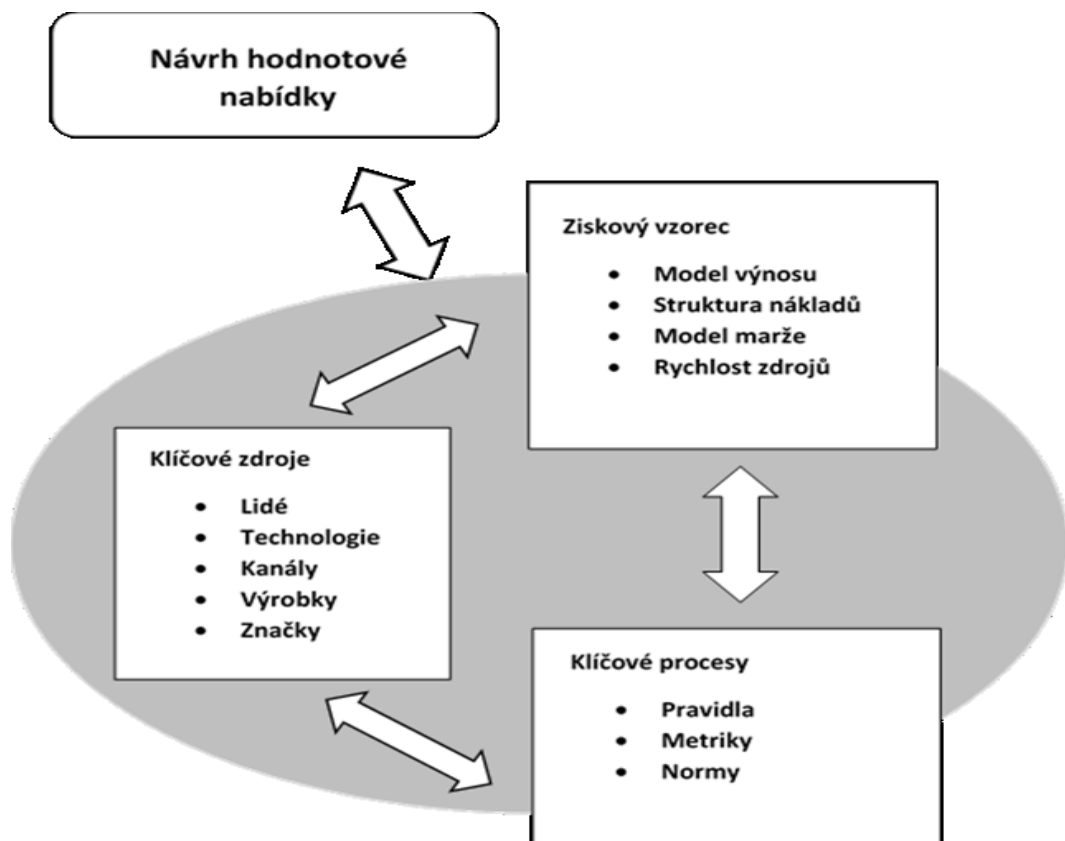 Návrh hodnotové
nabídky
Ziskový vzorec
• Model výnosu
• Struktura nákladů
• Model marže
• Rychlost zdrojů
Klíčové zdroje
• Lidé
• Technologie
• Kanály
• Výrobky
• Značky
Klíčové procesy
• Pravidla
• Metriky
• Normy